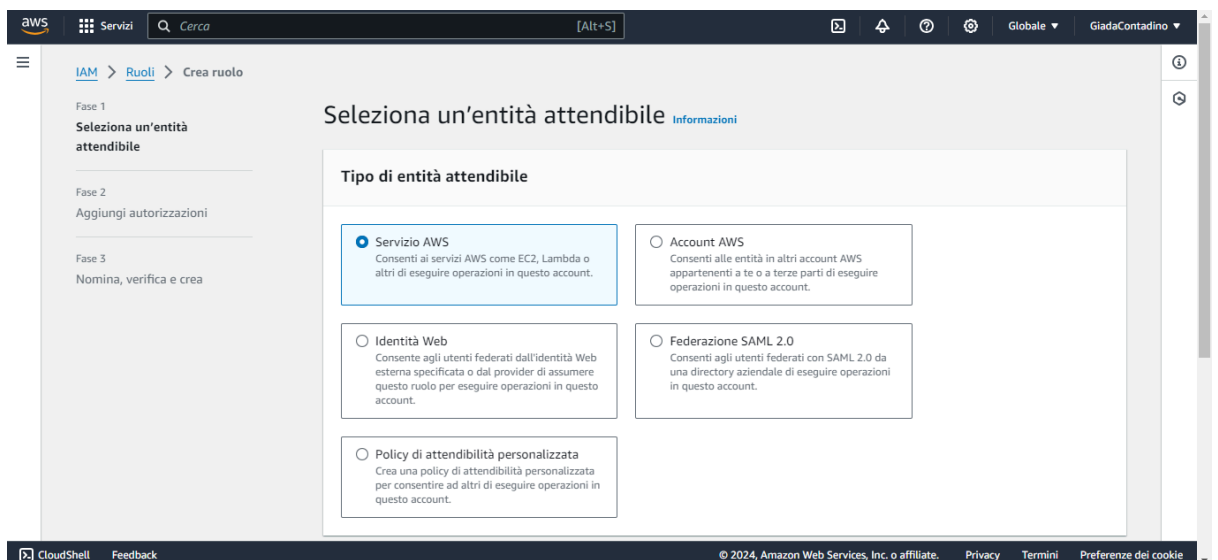 aws
Servizi
Cerca
[Alt+S]
Globale
GiadaContadino
IAM > Ruoli > Crea ruolo
Fase 1
Seleziona un'entità
attendibile
Fase 2
Aggiungi autorizzazioni
Fase 3
Nomina, verifica e crea
Seleziona un'entità attendibile Informazioni
Tipo di entità attendibile
Servizio AWS
Consenti ai servizi AWS come EC2, Lambda o
altri di eseguire operazioni in questo account.
Account AWS
Consenti alle entità in altri account AWS
appartenenti a te o a terze parti di eseguire
operazioni in questo account.
Identità Web
Consente agli utenti federati dall'identità Web
esterna specificata o dal provider di assumere
questo ruolo per eseguire operazioni in questo
account.
Federazione SAML 2.0
Consenti agli utenti federati con SAML 2.0 da
una directory aziendale di eseguire operazioni
in questo account.
Policy di attendibilità personalizzata
Crea una policy di attendibilità personalizzata
per consentire ad altri di eseguire operazioni in
questo account.
CloudShell
Feedback
© 2024, Amazon Web Services, Inc. o affiliate.
Privacy
Termini
Preferenze dei cookie